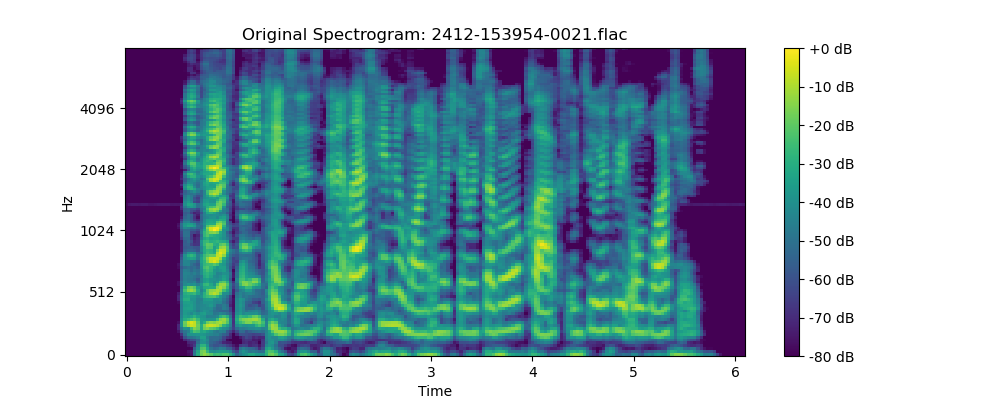 Original Spectrogram: 2412-153954-0021.flac
+0 dB
-10 dB
-20 dB
-30 dB
-40 dB
-50 dB
-60 dB
-70 dB
-80 dB
Hz
4096
2048
1024
512
0
0 1 2 3 4 5 6
Time